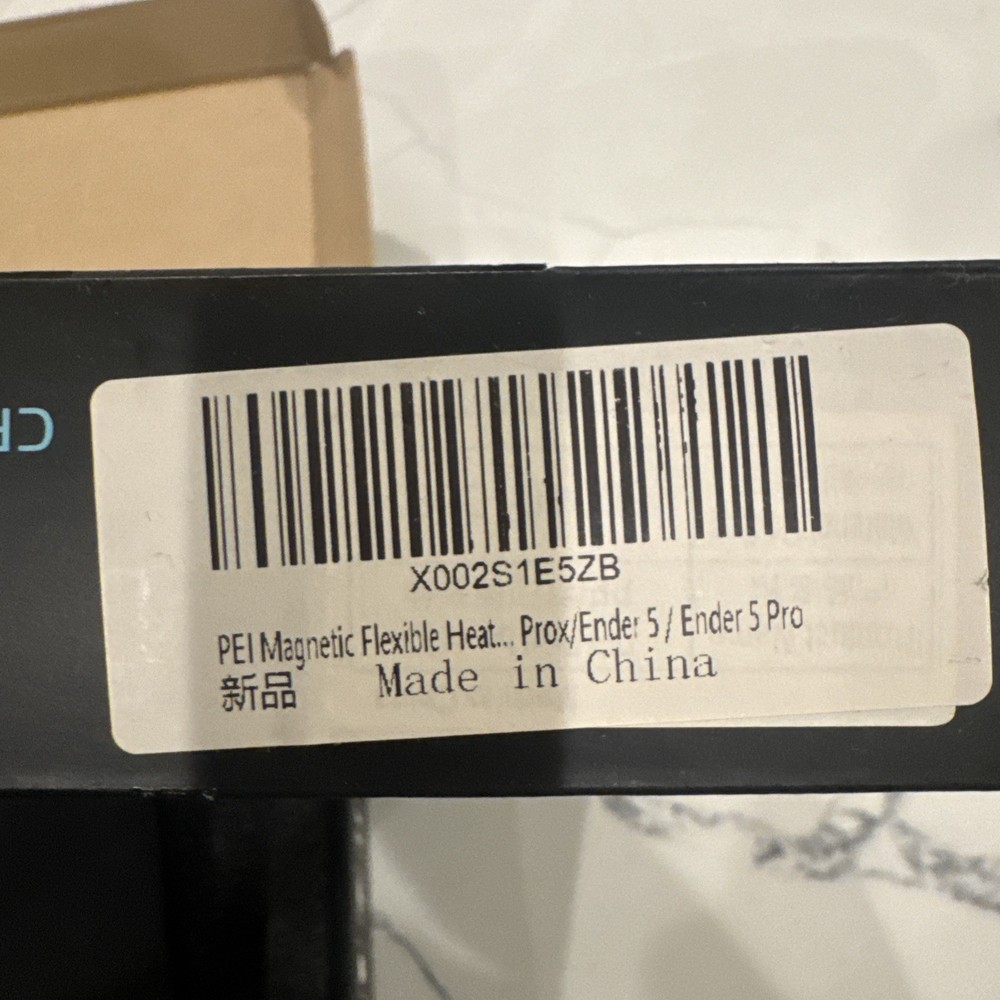 X002S1E5ZB
PEI Magnetic Flexible Heat... Prox/Ender 5 / Ender 5 Pro
新品 Made in China